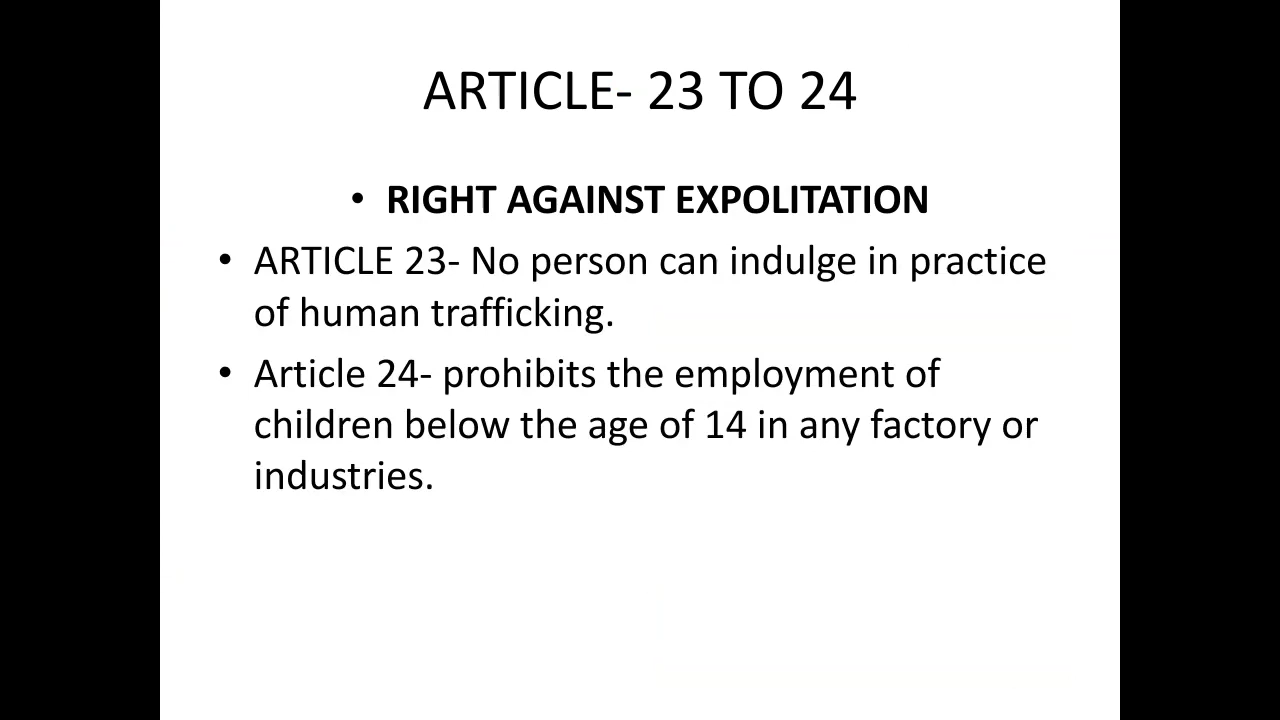 ARTICLE- 23 TO 24
• RIGHT AGAINST EXPOLITATION
• ARTICLE 23- No person can indulge in practice
of human trafficking.
• Article 24- prohibits the employment of
children below the age of 14 in any factory or
industries.